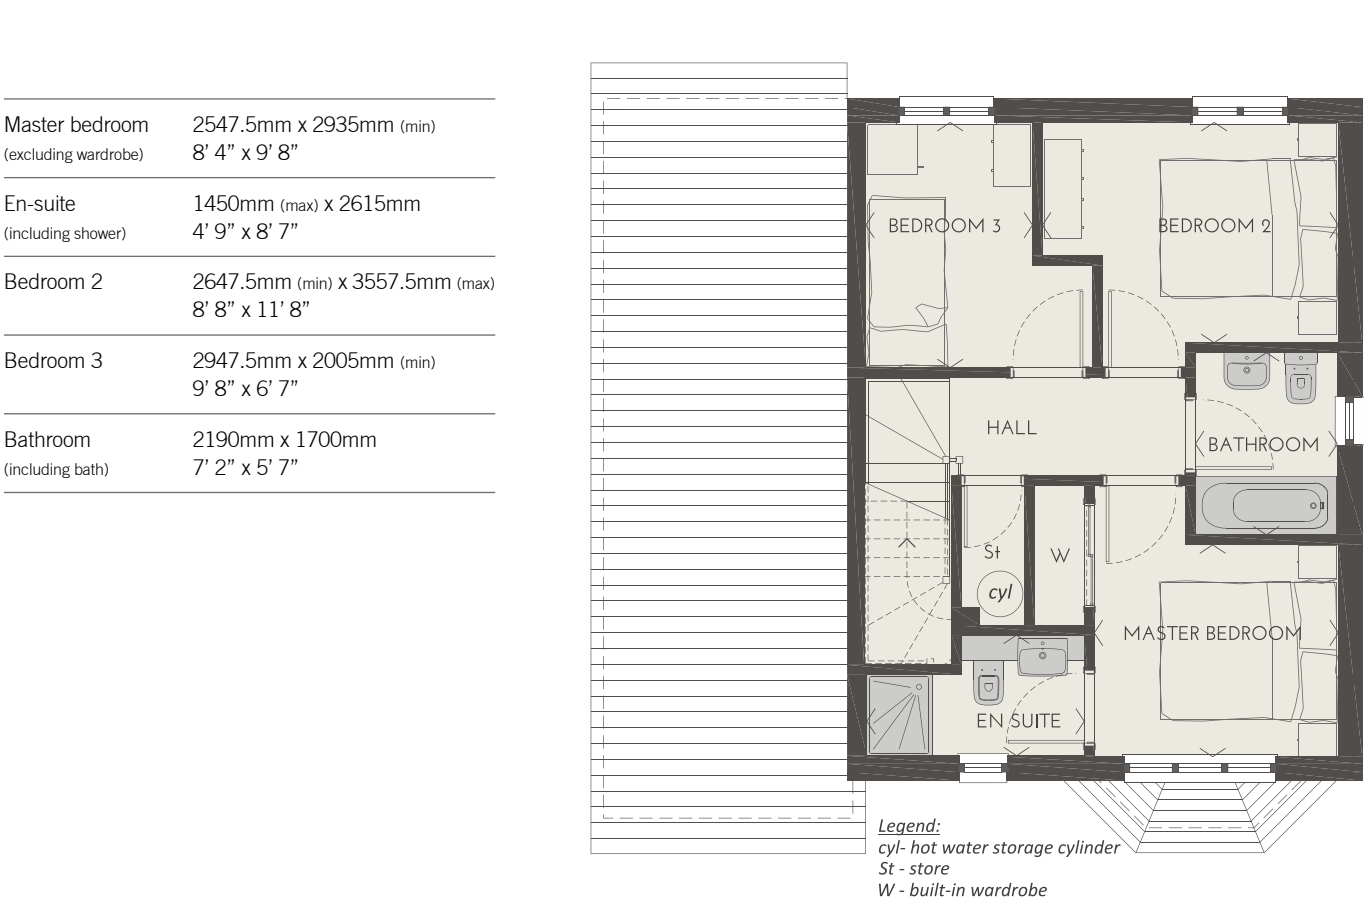 Master bedroom 2547.5mm x 2935mm (min)
(excluding wardrobe) 8’ 4” x 9’ 8”
En-suite 1450mm (max) x 2615mm
(including shower) 4’ 9” x 8’ 7”
Bedroom 2 2647.5mm (min) x 3557.5mm (max)
8’ 8” x 11’ 8”
Bedroom 3 2947.5mm x 2005mm (min)
9’ 8” x 6’ 7”
Bathroom 2190mm x 1700mm
(including bath) 7’ 2” x 5’ 7”
BEDROOM 3
BEDROOM 2
HALL
BATHROOM
St
W
cyl
MASTER BEDROOM
EN SUITE
Legend:
cyl- hot water storage cylinder
St - store
W - built-in wardrobe